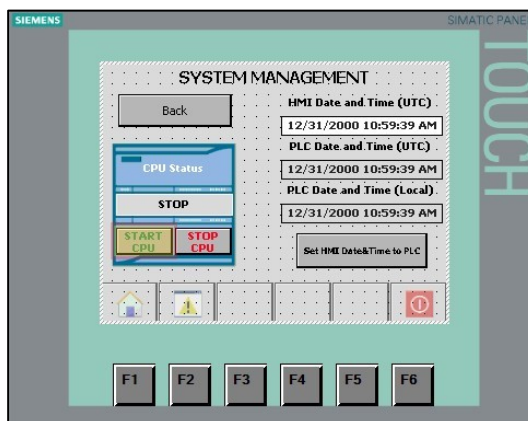 SIEMENS
SIMATIC PANE
TOUCH
SYSTEM MANAGEMENT
Back
HMI Date and Time (UTC)
12/31/2000 10:59:39 AM
PLC Date and Time (UTC)
12/31/2000 10:59:39 AM
CPU Status
PLC Date and Time (Local)
STOP
12/31/2000 10:59:39 AM
START CPU
STOP CPU
Set HMI Date&Time to PLC
F1 F2 F3 F4 F5 F6